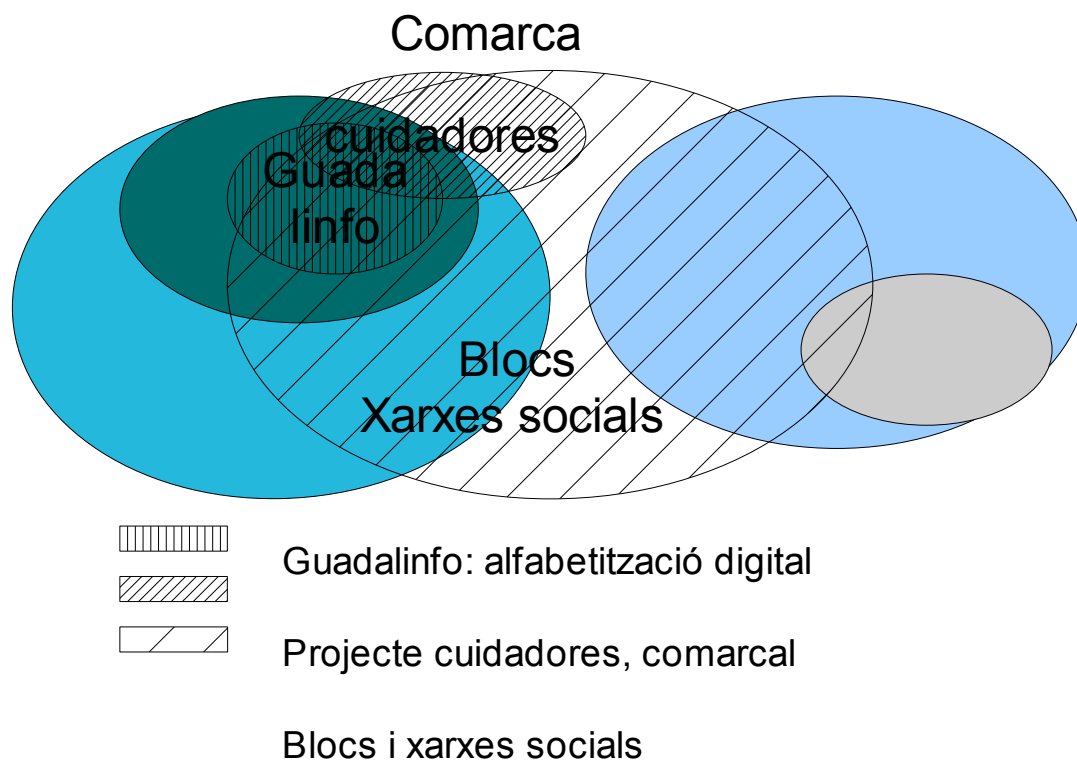 Comarca
cuidadores
Guada
linfo
Blocs
Xarxes socials
Guadalinfo: alfabetització digital
Projecte cuidadores, comarcal
Blocs i xarxes socials